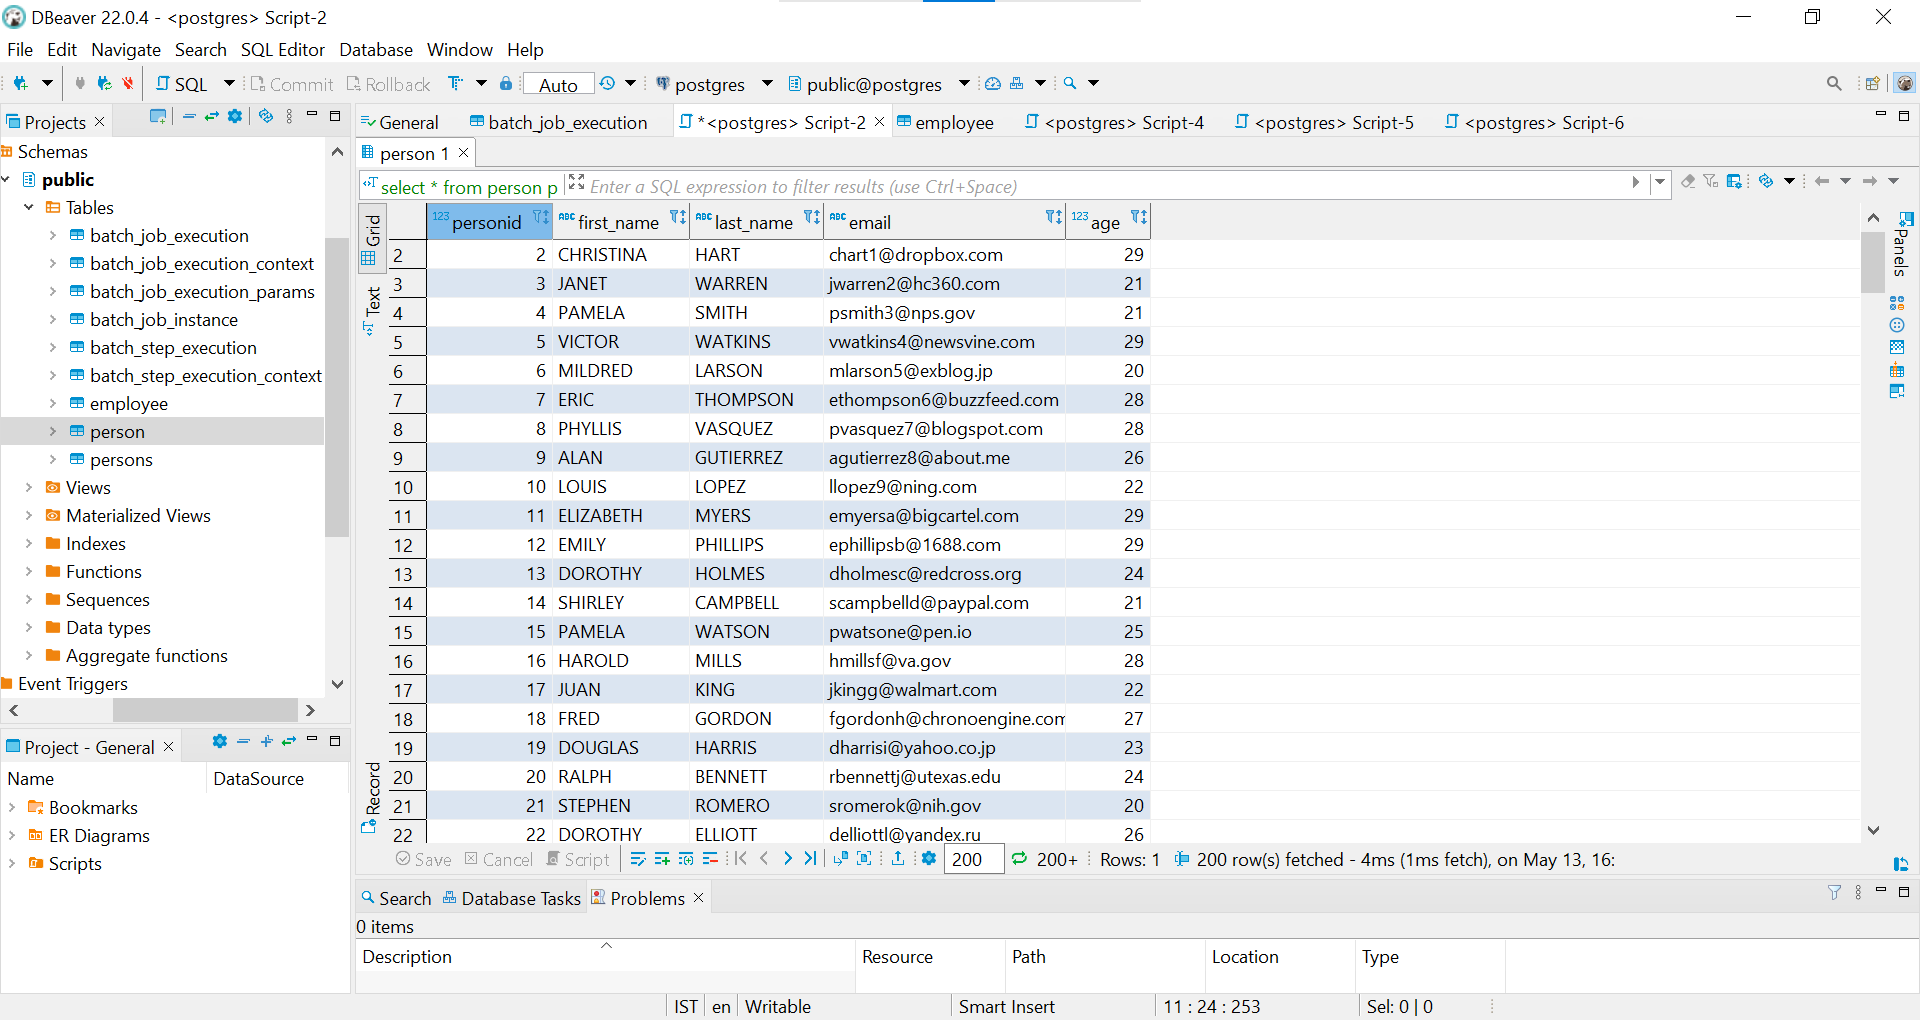 DBeaver 22.0.4 - <postgres> Script-2
File Edit Navigate Search SQL Editor Database Window Help
SQL Commit Rollback Auto postgres public@postgres
Projects
Schemas
public
Tables
batch_job_execution
batch_job_execution_context
batch_job_execution_params
batch_job_instance
batch_step_execution
batch_step_execution_context
employee
person
persons
Views
Materialized Views
Indexes
Functions
Sequences
Data types
Aggregate functions
Event Triggers
Project - General
Name DataSource
Bookmarks
ER Diagrams
Scripts
General batch_job_execution *<postgres> Script-2 employee <postgres> Script-4 <postgres> Script-5 <postgres> Script-6
person 1
select * from person p Enter a SQL expression to filter results (use Ctrl+Space)
Grid
Text
Record
Panels
123 personid ABC first_name ABC last_name ABC email 123 age
2 2 CHRISTINA HART chart1@dropbox.com 29
3 3 JANET WARREN jwarren2@hc360.com 21
4 4 PAMELA SMITH psmith3@nps.gov 21
5 5 VICTOR WATKINS vwatkins4@newsvine.com 29
6 6 MILDRED LARSON mlarson5@exblog.jp 20
7 7 ERIC THOMPSON ethompson6@buzzfeed.com 28
8 8 PHYLLIS VASQUEZ pvasquez7@blogspot.com 28
9 9 ALAN GUTIERREZ agutierrez8@about.me 26
10 10 LOUIS LOPEZ llopez9@ning.com 22
11 11 ELIZABETH MYERS emyersa@bigcartel.com 29
12 12 EMILY PHILLIPS ephillipsb@1688.com 29
13 13 DOROTHY HOLMES dholmesc@redcross.org 24
14 14 SHIRLEY CAMPBELL scampbelld@paypal.com 21
15 15 PAMELA WATSON pwatsone@pen.io 25
16 16 HAROLD MILLS hmillsf@va.gov 28
17 17 JUAN KING jkingg@walmart.com 22
18 18 FRED GORDON fgordonh@chronoengine.com 27
19 19 DOUGLAS HARRIS dharrisi@yahoo.co.jp 23
20 20 RALPH BENNETT rbennettj@utexas.edu 24
21 21 STEPHEN ROMERO sromerok@nih.gov 20
22 22 DOROTHY ELLIOTT delliottl@yandex.ru 26
Save Cancel Script 200 200+ Rows: 1 200 row(s) fetched - 4ms (1ms fetch), on May 13, 16:
Search Database Tasks Problems
0 items
Description Resource Path Location Type
IST en Writable Smart Insert 11 : 24 : 253 Sel: 0 | 0